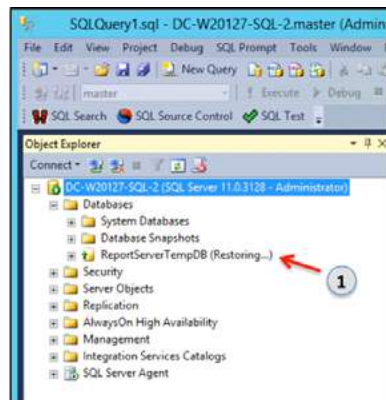 SQLQuery1.sql - DC-W20127-SQL-2.master (Admin
File Edit View Project Debug SQL Prompt Tools Window
New Query
master Execute Debug
SQL Search SQL Source Control SQL Test
Object Explorer
Connect
DC-W20127-SQL-2 (SQL Server 11.0.3128 - Administrator)
Databases
System Databases
Database Snapshots
ReportServerTempDB (Restoring...)
1
Security
Server Objects
Replication
AlwaysOn High Availability
Management
Integration Services Catalogs
SQL Server Agent